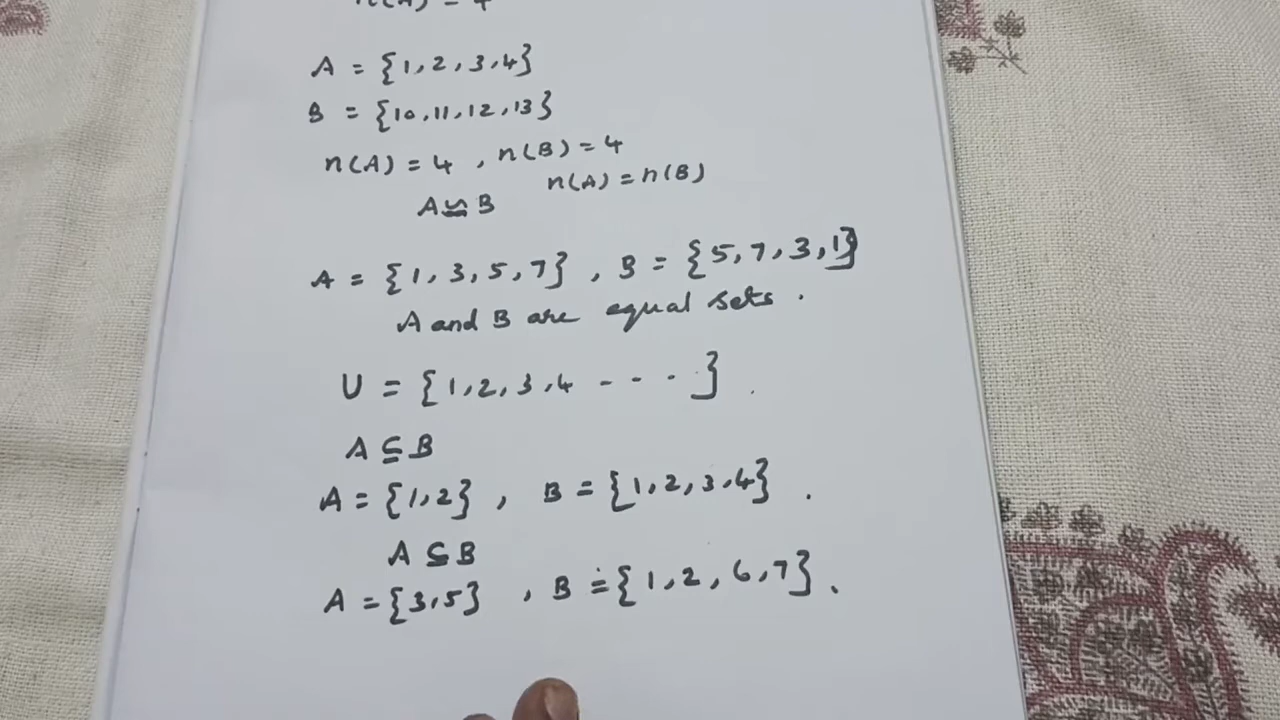 n(A) = 4
A = {1, 2, 3, 4}
B = {10, 11, 12, 13}
n(A) = 4 , n(B) = 4
n(A) = n(B)
A ≌ B
A = {1, 3, 5, 7} , B = {5, 7, 3, 1}
A and B are equal sets .
U = {1, 2, 3, 4 - - - . }
A ⊆ B
A = {1, 2} , B = {1, 2, 3, 4} .
A ⊆ B
A = {3, 5} , B = {1, 2, 6, 7} .